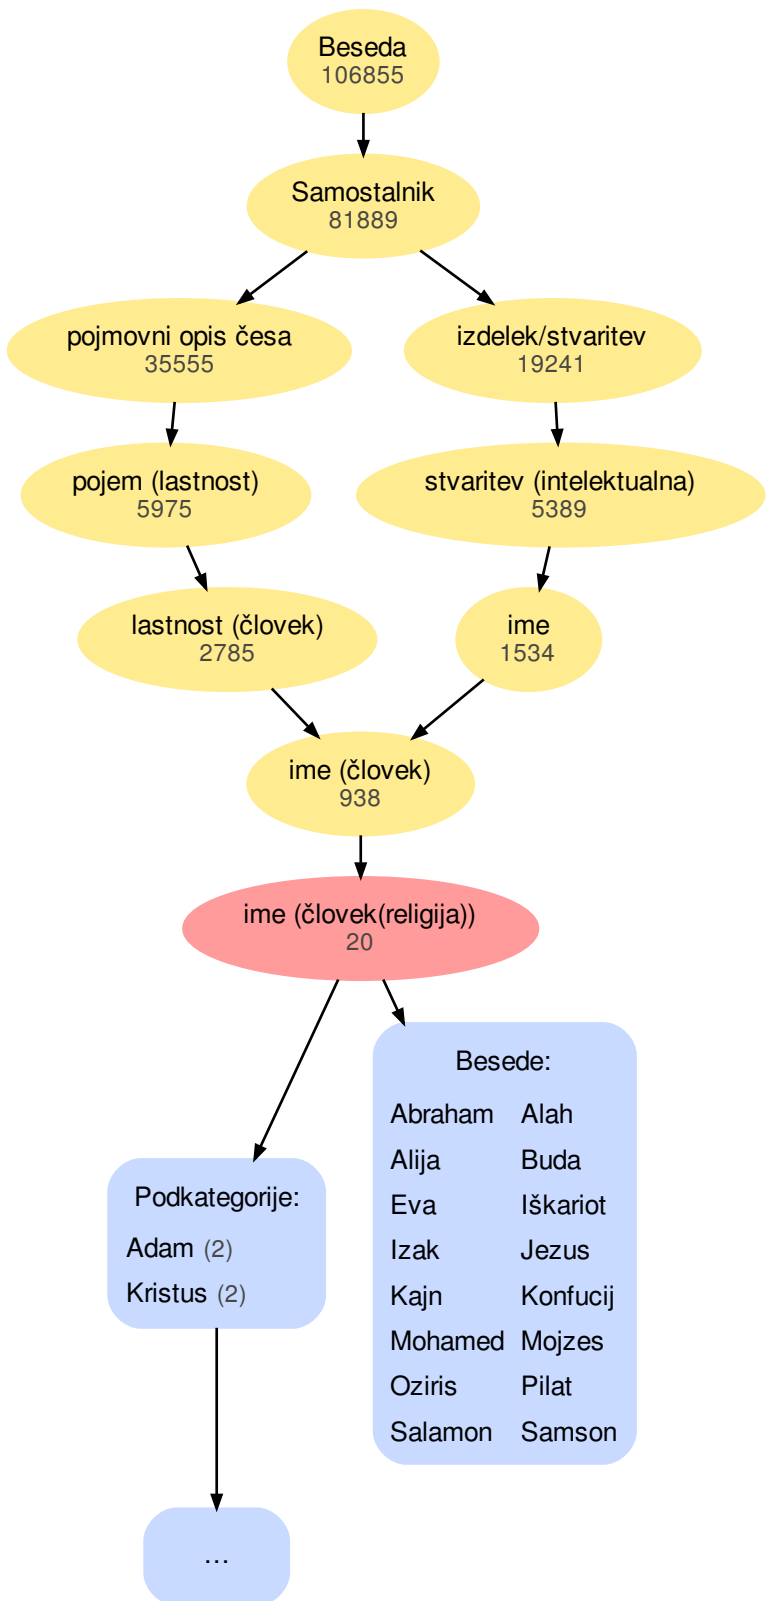 Beseda
106855
Samostalnik
81889
pojmovni opis česa
35555
izdelek/stvaritev
19241
pojem (lastnost)
5975
stvaritev (intelektualna)
5389
lastnost (človek)
2785
ime
1534
ime (človek)
938
ime (človek(religija))
20
Podkategorije:
Adam (2)
Kristus (2)
Besede:
Abraham Alah
Alija Buda
Eva Iškariot
Izak Jezus
Kajn Konfucij
Mohamed Mojzes
Oziris Pilat
Salamon Samson
...